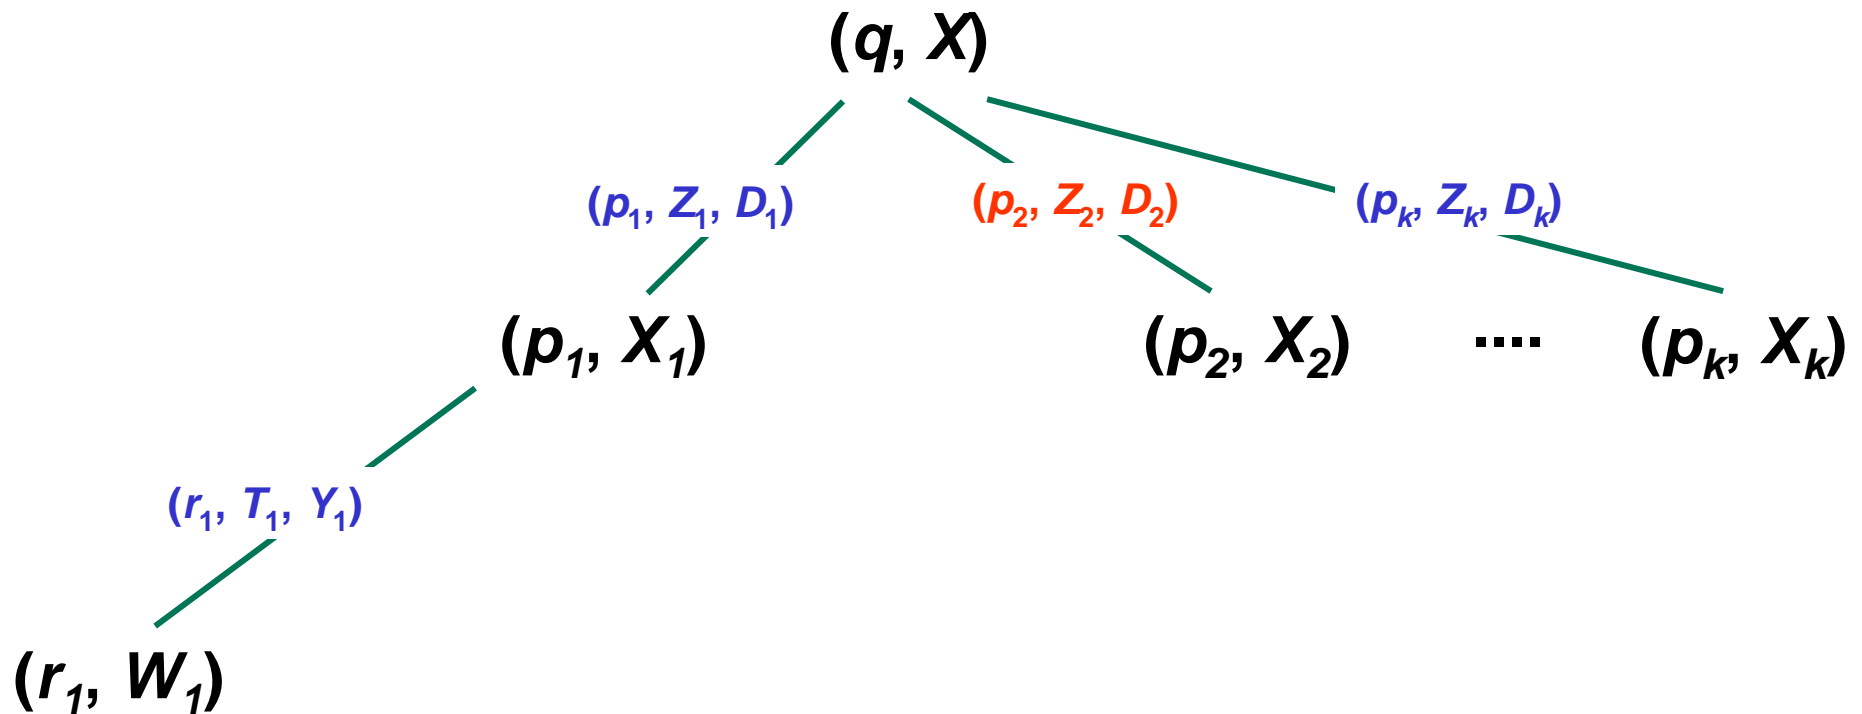 (q, X)
(p₁, Z₁, D₁) (p₂, Z₂, D₂) (pₖ, Zₖ, Dₖ)
(p₁, X₁) (p₂, X₂) ···· (pₖ, Xₖ)
(r₁, T₁, Y₁)
(r₁, W₁)